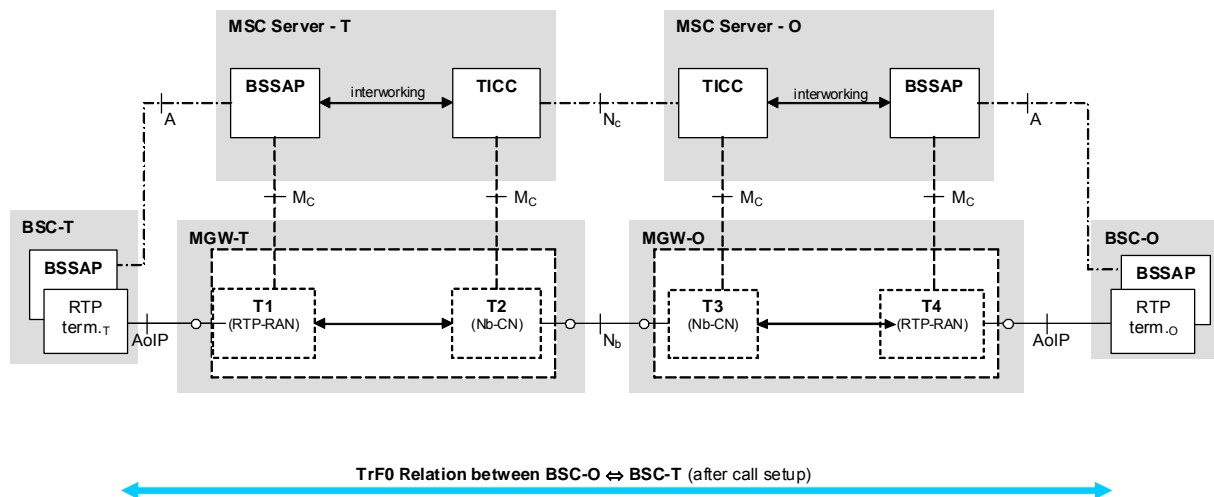 MSC Server - T
MSC Server - O
BSSAP
interworking
TICC
TICC
interworking
BSSAP
A
Nc
A
MC
MC
MC
MC
BSC-T
MGW-T
MGW-O
BSC-O
BSSAP
BSSAP
RTP
term.T
T1
(RTP-RAN)
T2
(Nb-CN)
T3
(Nb-CN)
T4
(RTP-RAN)
RTP
term.O
AoIP
Nb
AoIP
TrF0 Relation between BSC-O ⇔ BSC-T (after call setup)